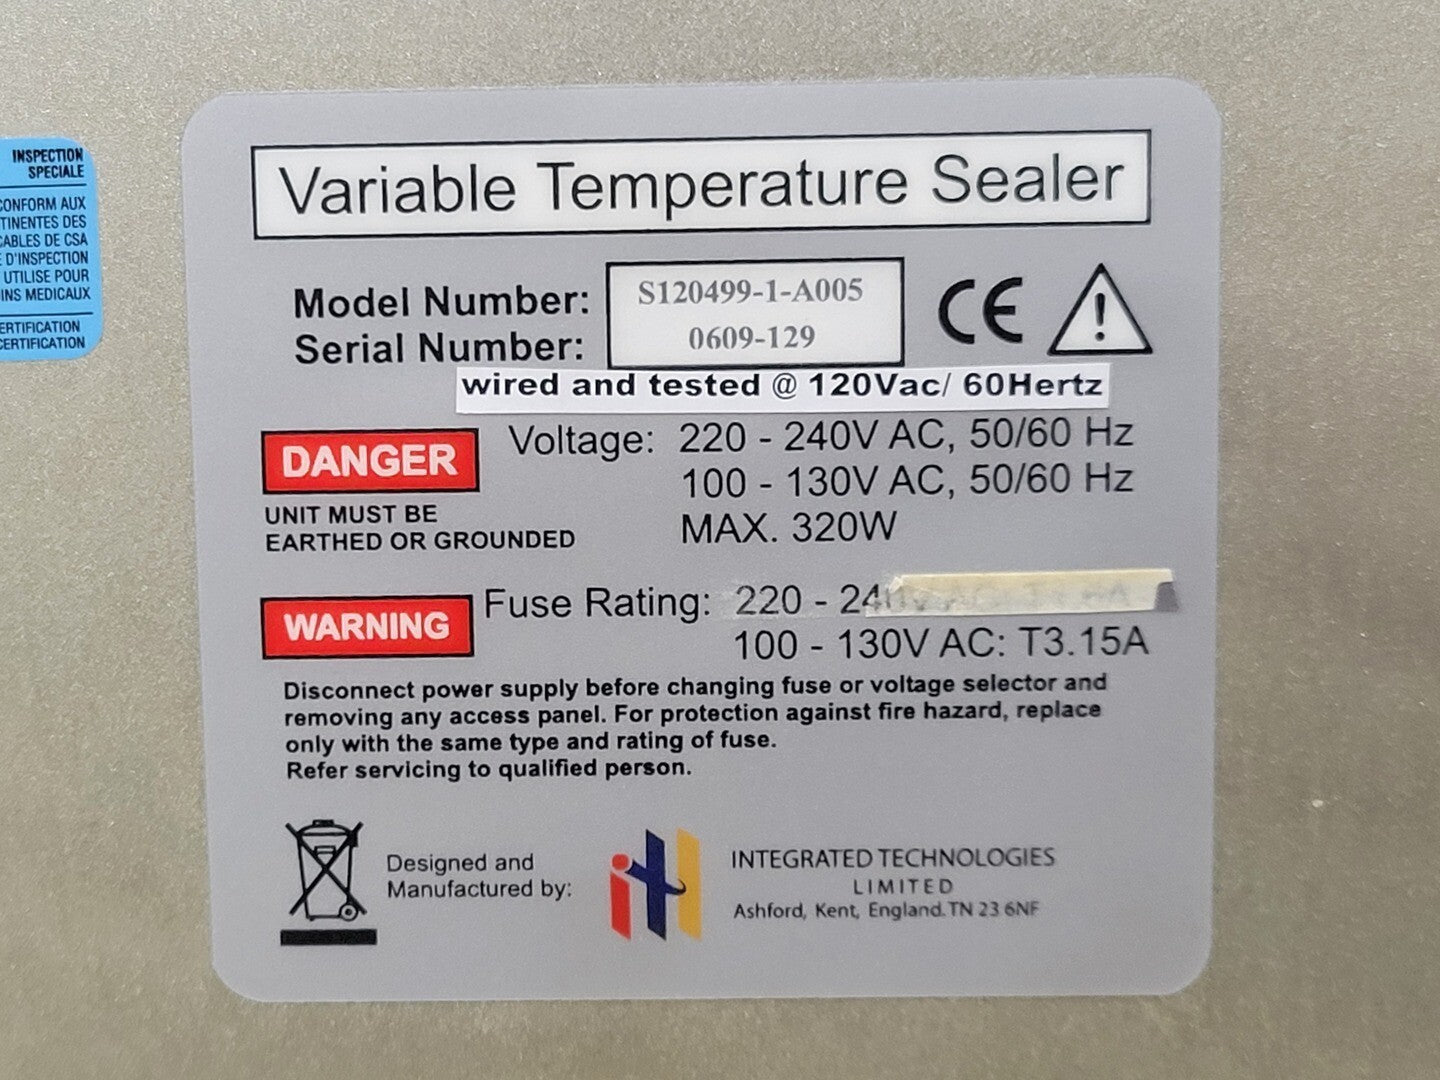 INSPECTION
SPECIALE
CONFORM AUX
TINENTES DES
CABLES DE CSA
E D'INSPECTION
UTILISE POUR
INS MEDICAUX
ERTIFICATION
CERTIFICATION
Variable Temperature Sealer
Model Number: S120499-1-A005
Serial Number: 0609-129
CE
wired and tested @ 120Vac/ 60Hertz
DANGER
UNIT MUST BE
EARTHED OR GROUNDED
Voltage: 220 - 240V AC, 50/60 Hz
100 - 130V AC, 50/60 Hz
MAX. 320W
WARNING
Fuse Rating: 220 - 240V
100 - 130V AC: T3.15A
Disconnect power supply before changing fuse or voltage selector and
removing any access panel. For protection against fire hazard, replace
only with the same type and rating of fuse.
Refer servicing to qualified person.
Designed and
Manufactured by:
itl
INTEGRATED TECHNOLOGIES
LIMITED
Ashford, Kent, England. TN 23 6NF